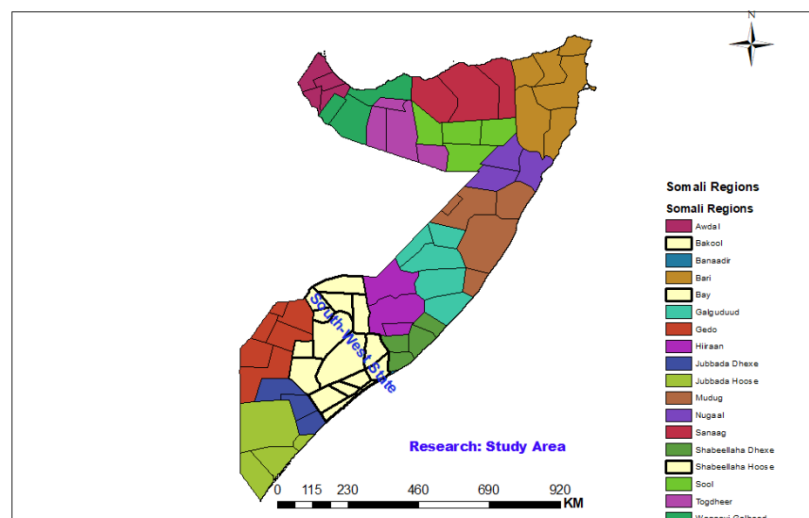 N
Somali Regions
Somali Regions
Awdal
Bakool
Banaadir
Bari
Bay
Galguduud
Gedo
Hiiraan
Jubbada Dhexe
Jubbada Hoose
Mudug
Nugaal
Sanaag
Shabeellaha Dhexe
Shabeellaha Hoose
Sool
Togdheer
South-West State
Research: Study Area
0 115 230 460 690 920
KM